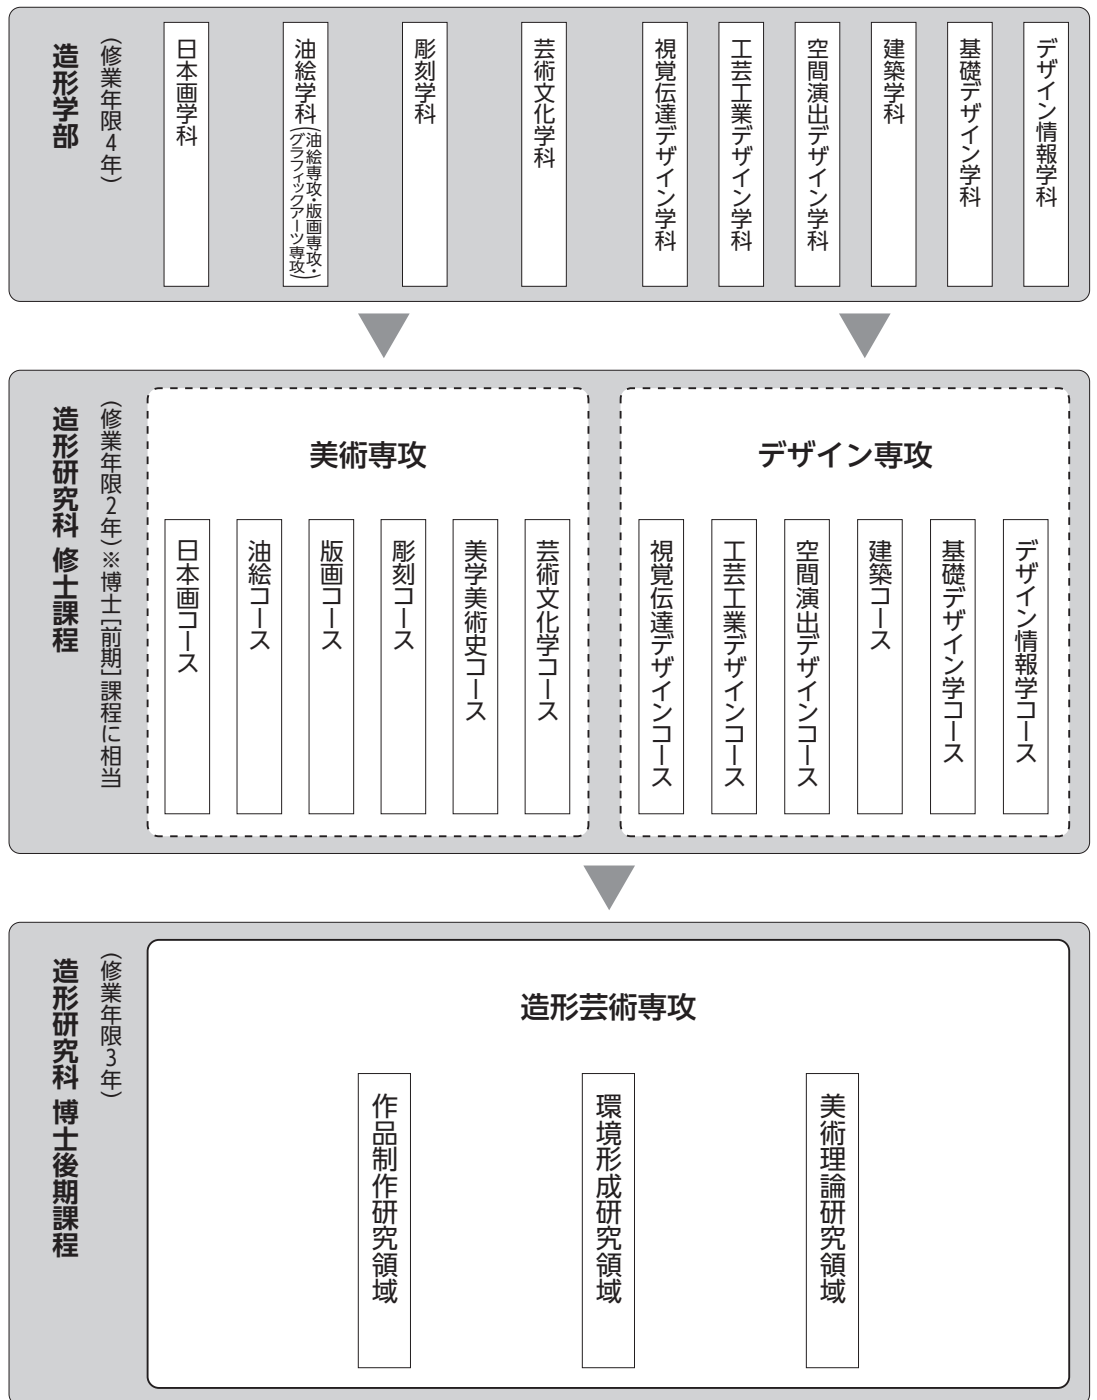 造形学部
(修業年限4年)
日本画学科
油絵学科(油絵専攻・版画専攻・
グラフィックアーツ専攻)
彫刻学科
芸術文化学科
視覚伝達デザイン学科
工芸工業デザイン学科
空間演出デザイン学科
建築学科
基礎デザイン学科
デザイン情報学科
造形研究科 修士課程
(修業年限2年)※博士[前期]課程に相当
美術専攻
日本画コース
油絵コース
版画コース
彫刻コース
美学美術史コース
芸術文化学コース
デザイン専攻
視覚伝達デザインコース
工芸工業デザインコース
空間演出デザインコース
建築コース
基礎デザイン学コース
デザイン情報学コース
造形研究科 博士後期課程
(修業年限3年)
造形芸術専攻
作品制作研究領域
環境形成研究領域
美術理論研究領域